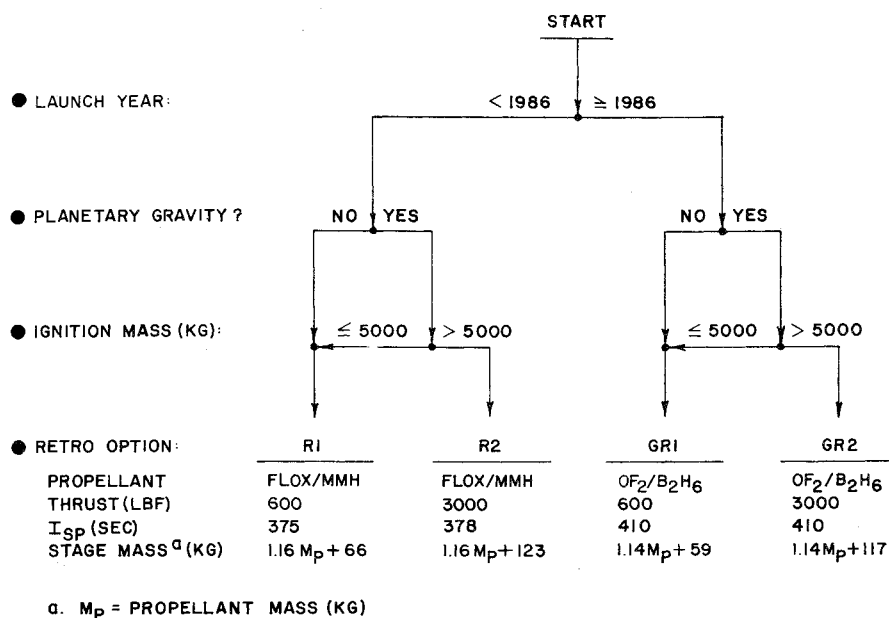 START
● LAUNCH YEAR: < 1986 ≥ 1986
● PLANETARY GRAVITY? NO YES NO YES
● IGNITION MASS (KG): ≤ 5000 > 5000 ≤ 5000 > 5000
● RETRO OPTION: R1 R2 GR1 GR2
PROPELLANT FLOX/MMH FLOX/MMH OF2/B2H6 OF2/B2H6
THRUST (LBF) 600 3000 600 3000
ISP (SEC) 375 378 410 410
STAGE MASS a (KG) 1.16 MP + 66 1.16 MP + 123 1.14 MP + 59 1.14 MP + 117
a. MP = PROPELLANT MASS (KG)